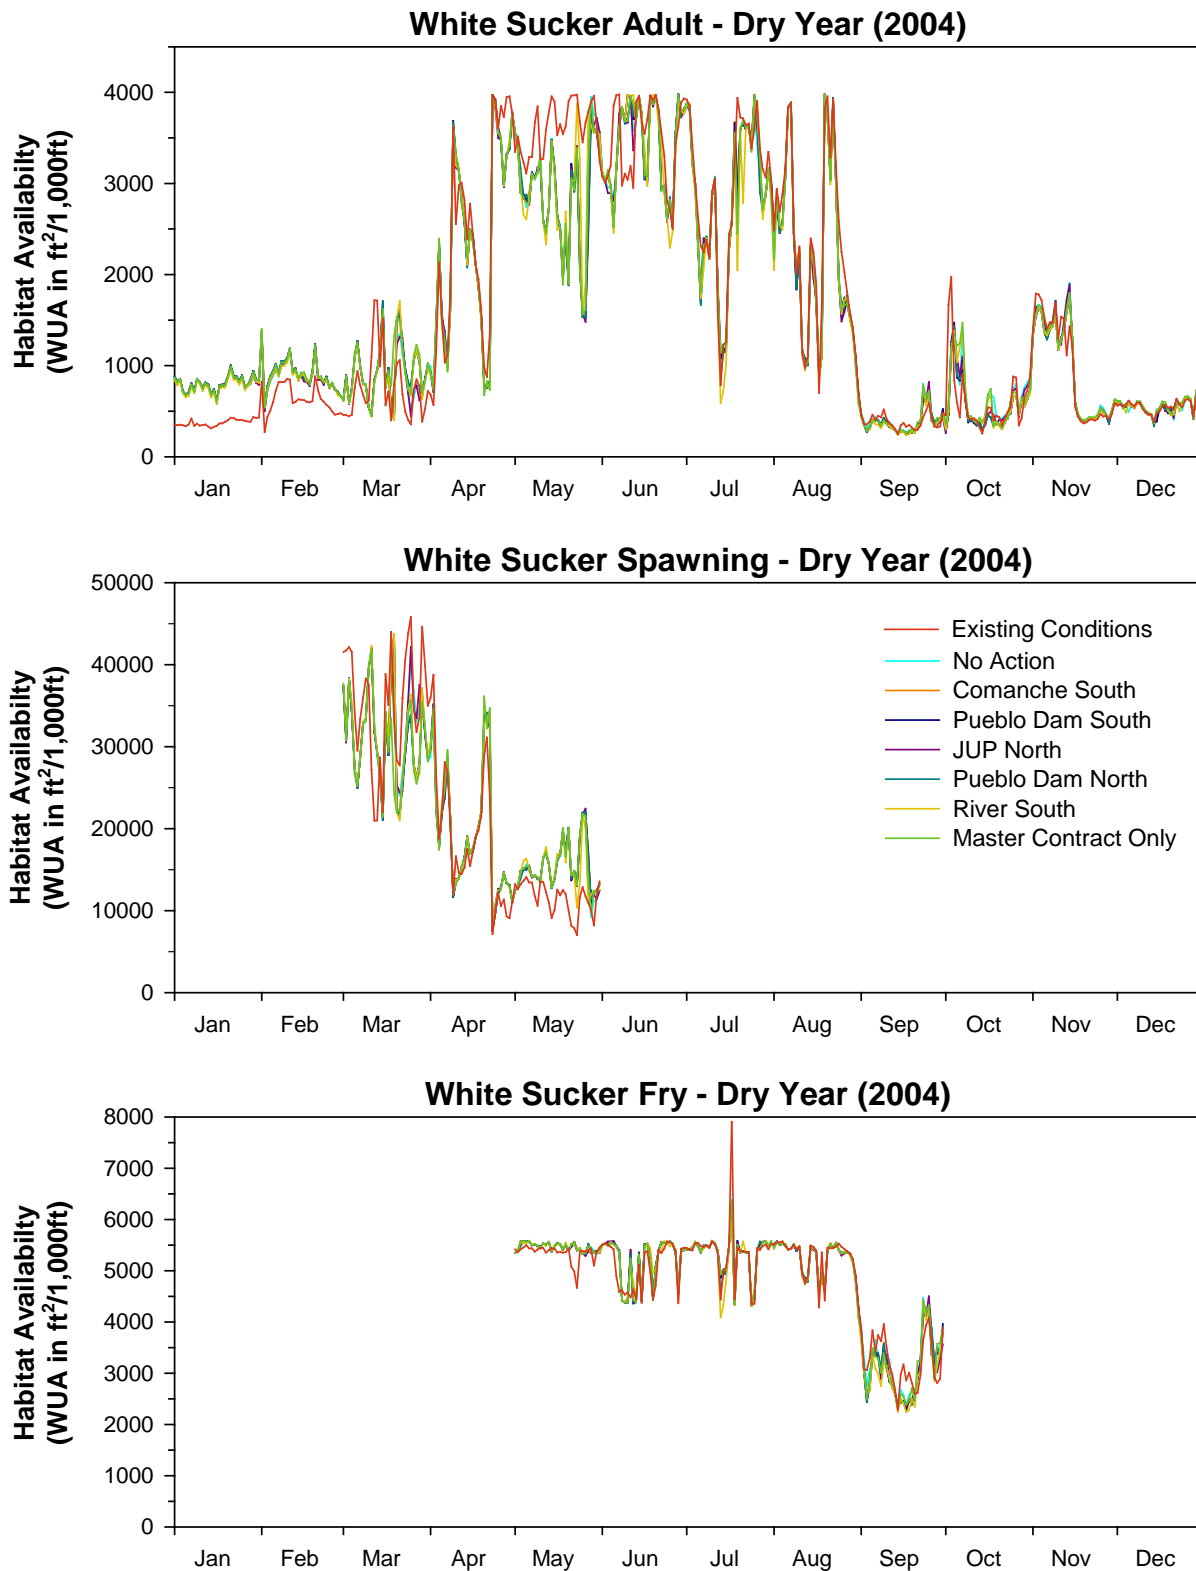 White Sucker Adult - Dry Year (2004)
Habitat Availabilty
(WUA in ft²/1,000ft)
4000
3000
2000
1000
0
Jan Feb Mar Apr May Jun Jul Aug Sep Oct Nov Dec
White Sucker Spawning - Dry Year (2004)
Habitat Availabilty
(WUA in ft²/1,000ft)
50000
40000
30000
20000
10000
0
Existing Conditions
No Action
Comanche South
Pueblo Dam South
JUP North
Pueblo Dam North
River South
Master Contract Only
Jan Feb Mar Apr May Jun Jul Aug Sep Oct Nov Dec
White Sucker Fry - Dry Year (2004)
Habitat Availabilty
(WUA in ft²/1,000ft)
8000
7000
6000
5000
4000
3000
2000
1000
0
Jan Feb Mar Apr May Jun Jul Aug Sep Oct Nov Dec